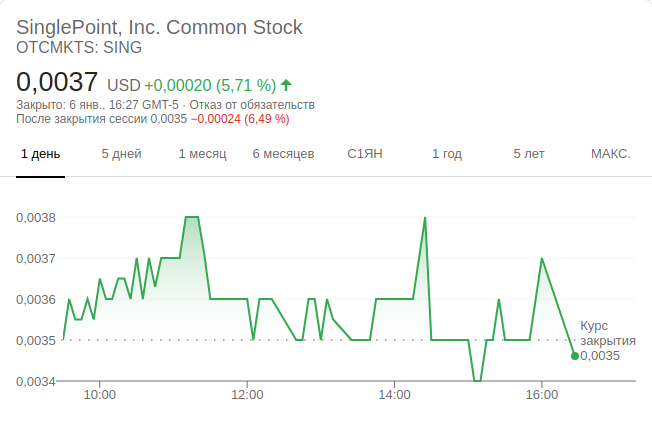 SinglePoint, Inc. Common Stock
OTCMKTS: SING
0,0037 USD +0,00020 (5,71 %)
Закрыто: 6 янв., 16:27 GMT-5 · Отказ от обязательств
После закрытия сессии 0,0035 −0,00024 (6,49 %)
1 день 5 дней 1 месяц 6 месяцев С1ЯН 1 год 5 лет МАКС.
0,0038
0,0037
0,0036
0,0035
0,0034
Курс
закрытия
0,0035
10:00 12:00 14:00 16:00